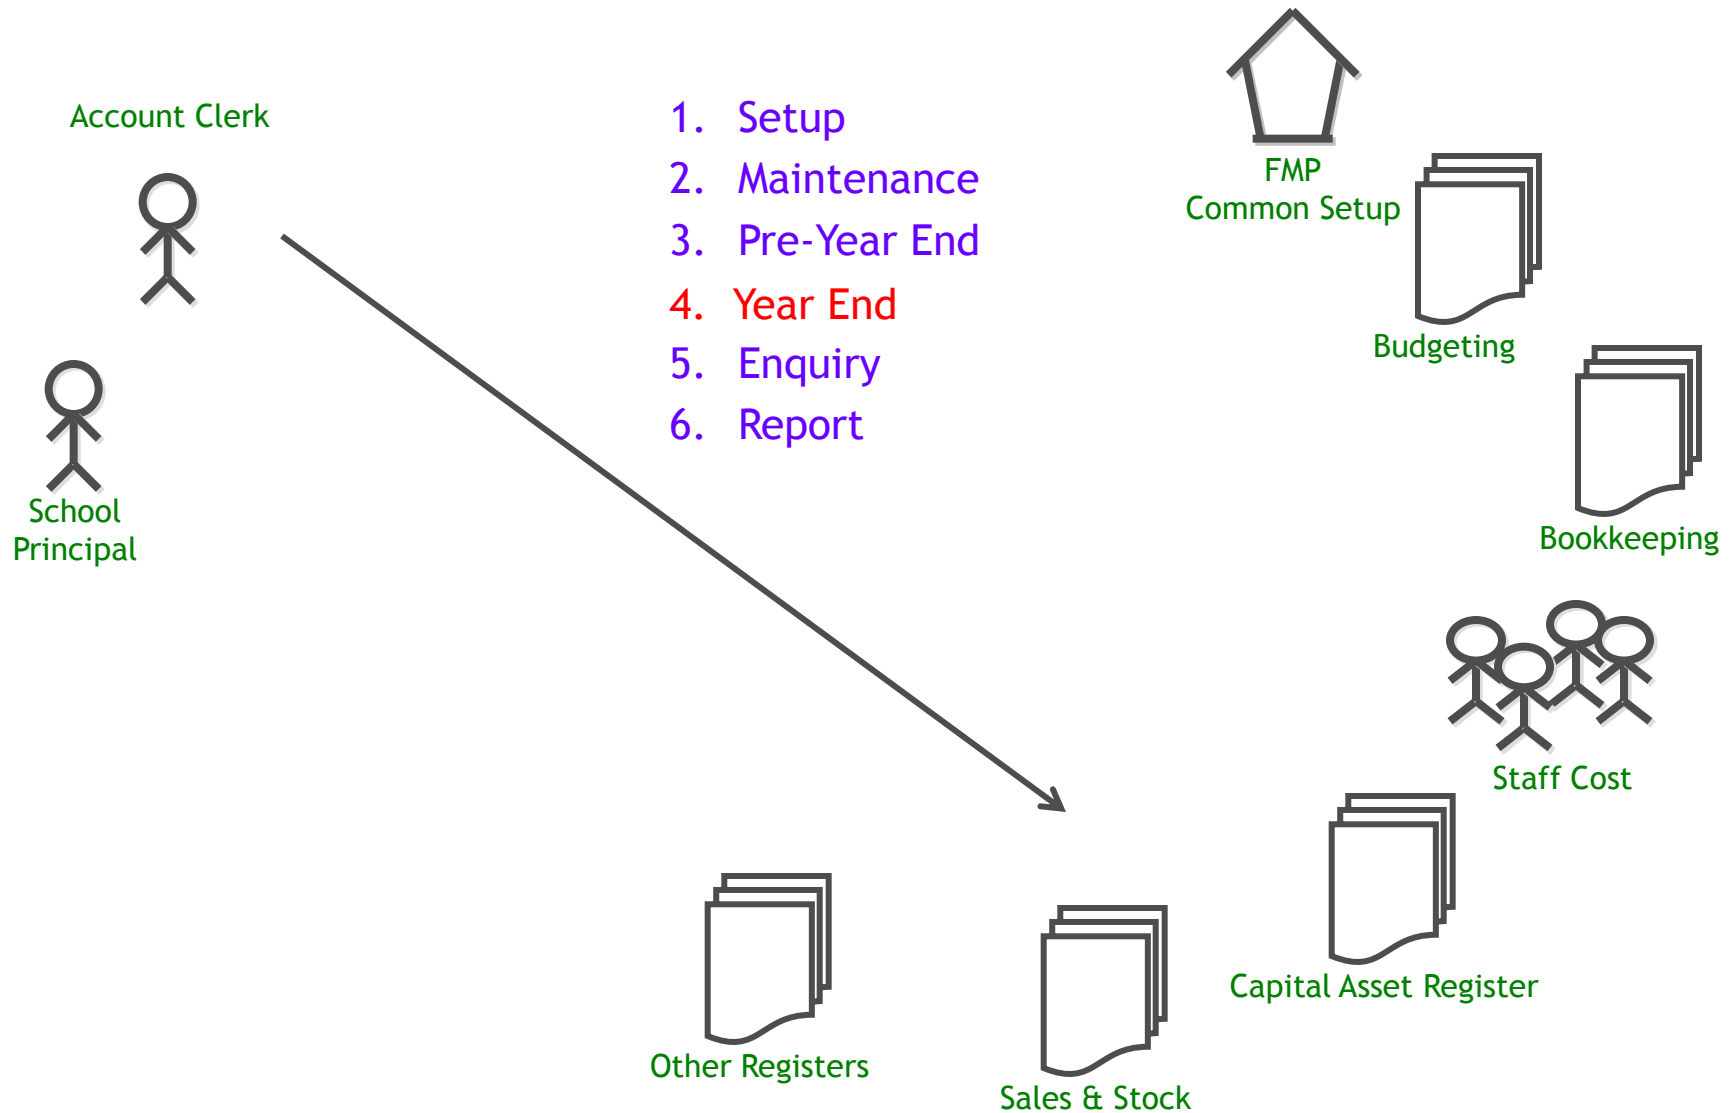 Account Clerk
School
Principal
1. Setup
2. Maintenance
3. Pre-Year End
4. Year End
5. Enquiry
6. Report
FMP
Common Setup
Budgeting
Bookkeeping
Staff Cost
Capital Asset Register
Sales & Stock
Other Registers